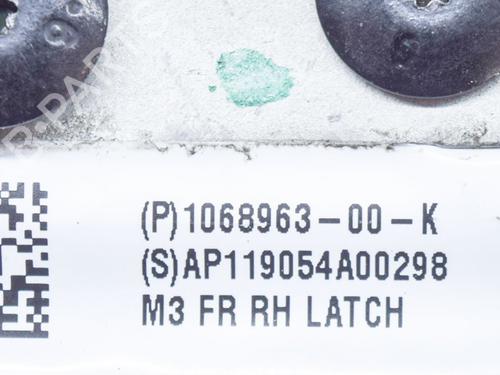 (P)1068963-00-K
(S)AP119054A00298
M3 FR RH LATCH